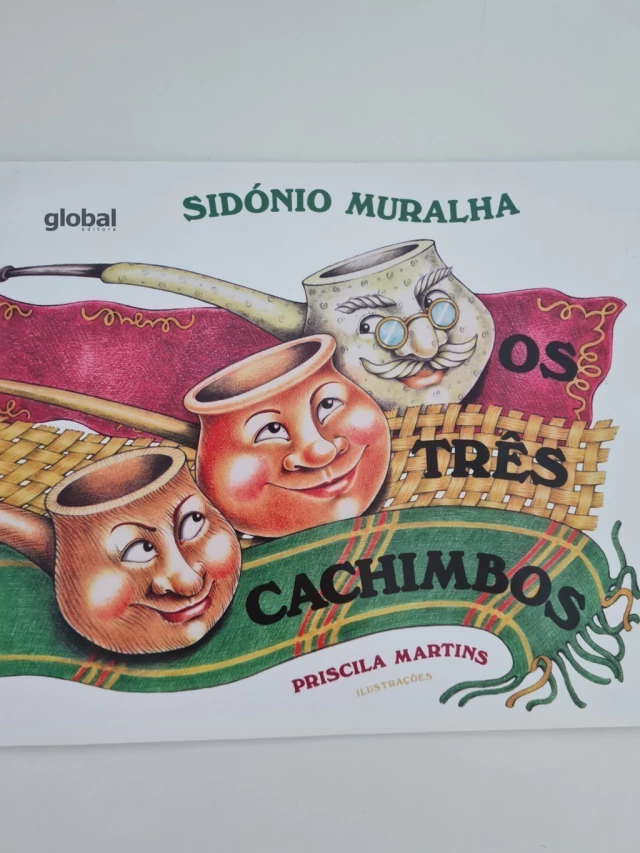 SIDÓNIO MURALHA
global
editora
OS
TRÊS
CACHIMBOS
PRISCILA MARTINS
ILUSTRAÇÕES